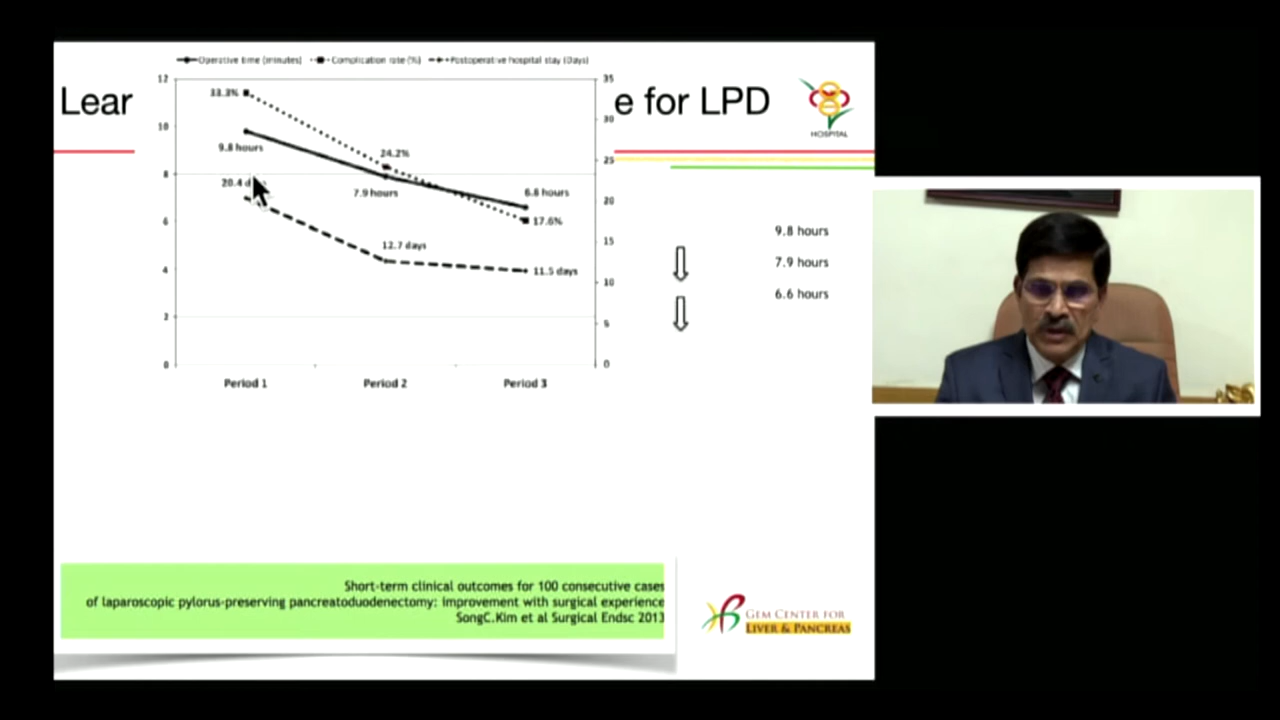 Operative time (minutes) Complication rate (%) Postoperative hospital stay (Days)
Lear e for LPD
HOSPITAL
12
10
8
6
4
2
0
35
30
25
20
15
10
5
0
33.3%
9.8 hours
20.4 d
24.2%
7.9 hours
12.7 days
6.6 hours
17.6%
11.5 days
Period 1 Period 2 Period 3
9.8 hours
7.9 hours
6.6 hours
Short-term clinical outcomes for 100 consecutive cases
of laparoscopic pylorus-preserving pancreatoduodenectomy: improvement with surgical experience
SongC.Kim et al Surgical Endsc 2013
GEM CENTER FOR
LIVER & PANCREAS